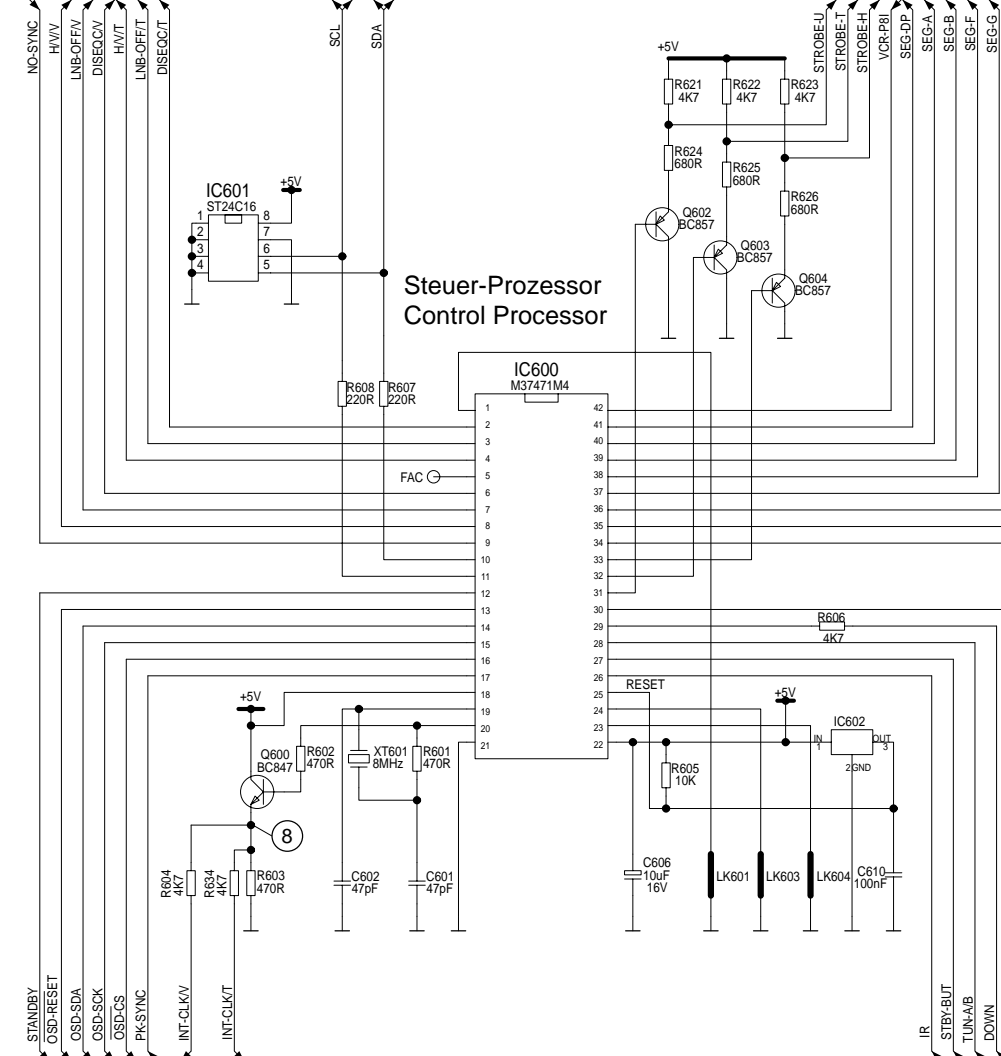 NO-SYNC
H/V/V
LNB-OFF/V
DISEQC/V
H/V/T
LNB-OFF/T
DISEQC/T
SCL
SDA
STROBE-U
STROBE-T
STROBE-H
VCR-P8I
SEG-DP
SEG-A
SEG-B
SEG-F
SEG-G
+5V
R621
4K7
R622
4K7
R623
4K7
R624
680R
R625
680R
R626
680R
Q602
BC857
Q603
BC857
Q604
BC857
IC601
ST24C16
+5V
1
2
3
4
8
7
6
5
Steuer-Prozessor
Control Processor
R608
220R
R607
220R
FAC
IC600
M37471M4
1
2
3
4
5
6
7
8
9
10
11
12
13
14
15
16
17
18
19
20
21
42
41
40
39
38
37
36
35
34
33
32
31
30
29
28
27
26
25
24
23
22
R606
4K7
RESET
+5V
IC602
IN
1
OUT
3
2
GND
R605
10K
+5V
Q600
BC847
R602
470R
XT601
8MHz
R601
470R
8
R604
4K7
R634
4K7
R603
470R
C602
47pF
C601
47pF
C606
10uF
16V
LK601
LK603
LK604
C610
100nF
STANDBY
OSD-RESET
OSD-SDA
OSD-SCK
OSD-CS
PK-SYNC
INT-CLK/V
INT-CLK/T
IR
STBY-BUT
TUN-A/B
DOWN